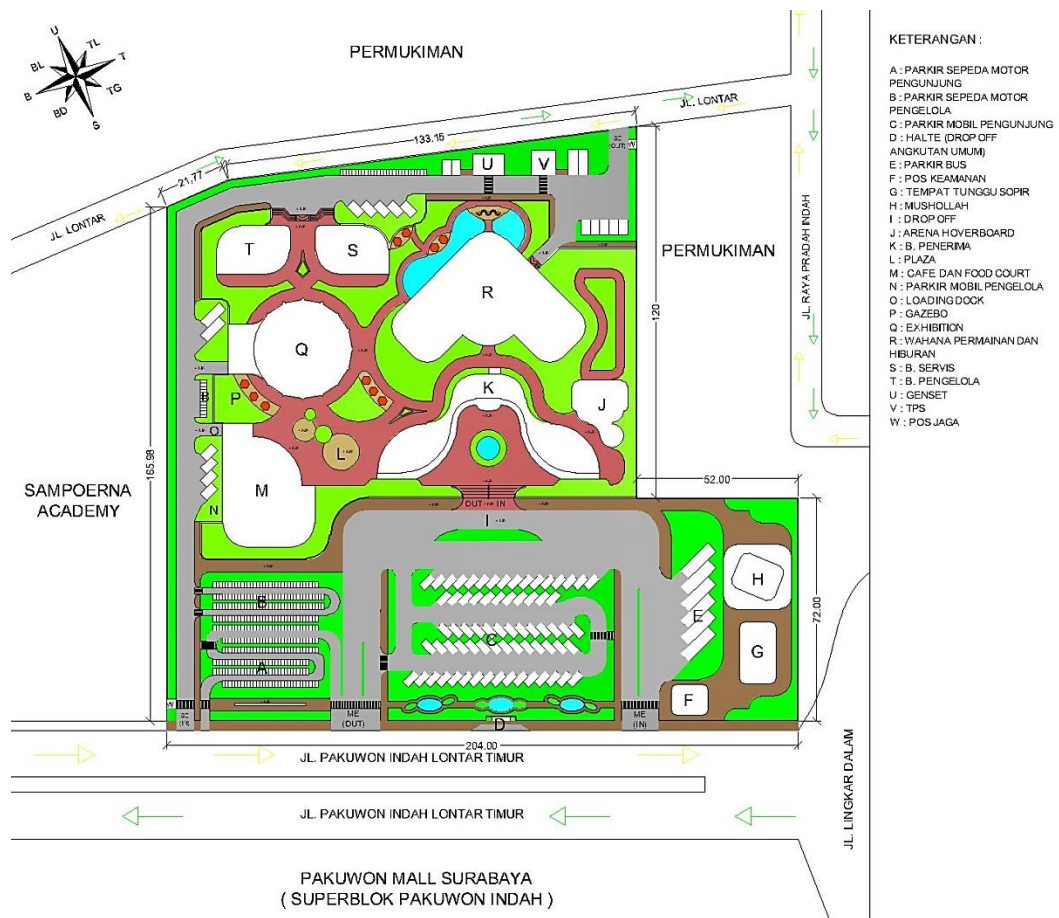 U
TL
T
TG
S
BD
B
BL
PERMUKIMAN
JL. LONTAR
133.15
21,77
JL. LONTAR
SE
(OUT)
W
U
V
T
S
R
Q
PERMUKIMAN
120
JL. RAYA PRADAH INDAH
K
J
B
P
O
L
M
N
165.98
SAMPOERNA
ACADEMY
OUT
IN
I
52.00
B
A
C
E
H
G
F
72.00
W
SE
(IN)
ME
(OUT)
D
ME
(IN)
204.00
JL. PAKUWON INDAH LONTAR TIMUR
JL. PAKUWON INDAH LONTAR TIMUR
JL. LINGKAR DALAM
PAKUWON MALL SURABAYA
( SUPERBLOK PAKUWON INDAH )
KETERANGAN :
A : PARKIR SEPEDA MOTOR
PENGUNJUNG
B : PARKIR SEPEDA MOTOR
PENGELOLA
C : PARKIR MOBIL PENGUNJUNG
D : HALTE (DROP OFF
ANGKUTAN UMUM)
E : PARKIR BUS
F : POS KEAMANAN
G : TEMPAT TUNGGU SOPIR
H : MUSHOLLAH
I : DROP OFF
J : ARENA HOVERBOARD
K : B. PENERIMA
L : PLAZA
M : CAFE DAN FOOD COURT
N : PARKIR MOBIL PENGELOLA
O : LOADING DOCK
P : GAZEBO
Q : EXHIBITION
R : WAHANA PERMAINAN DAN
HIBURAN
S : B. SERVIS
T : B. PENGELOLA
U : GENSET
V : TPS
W : POS JAGA